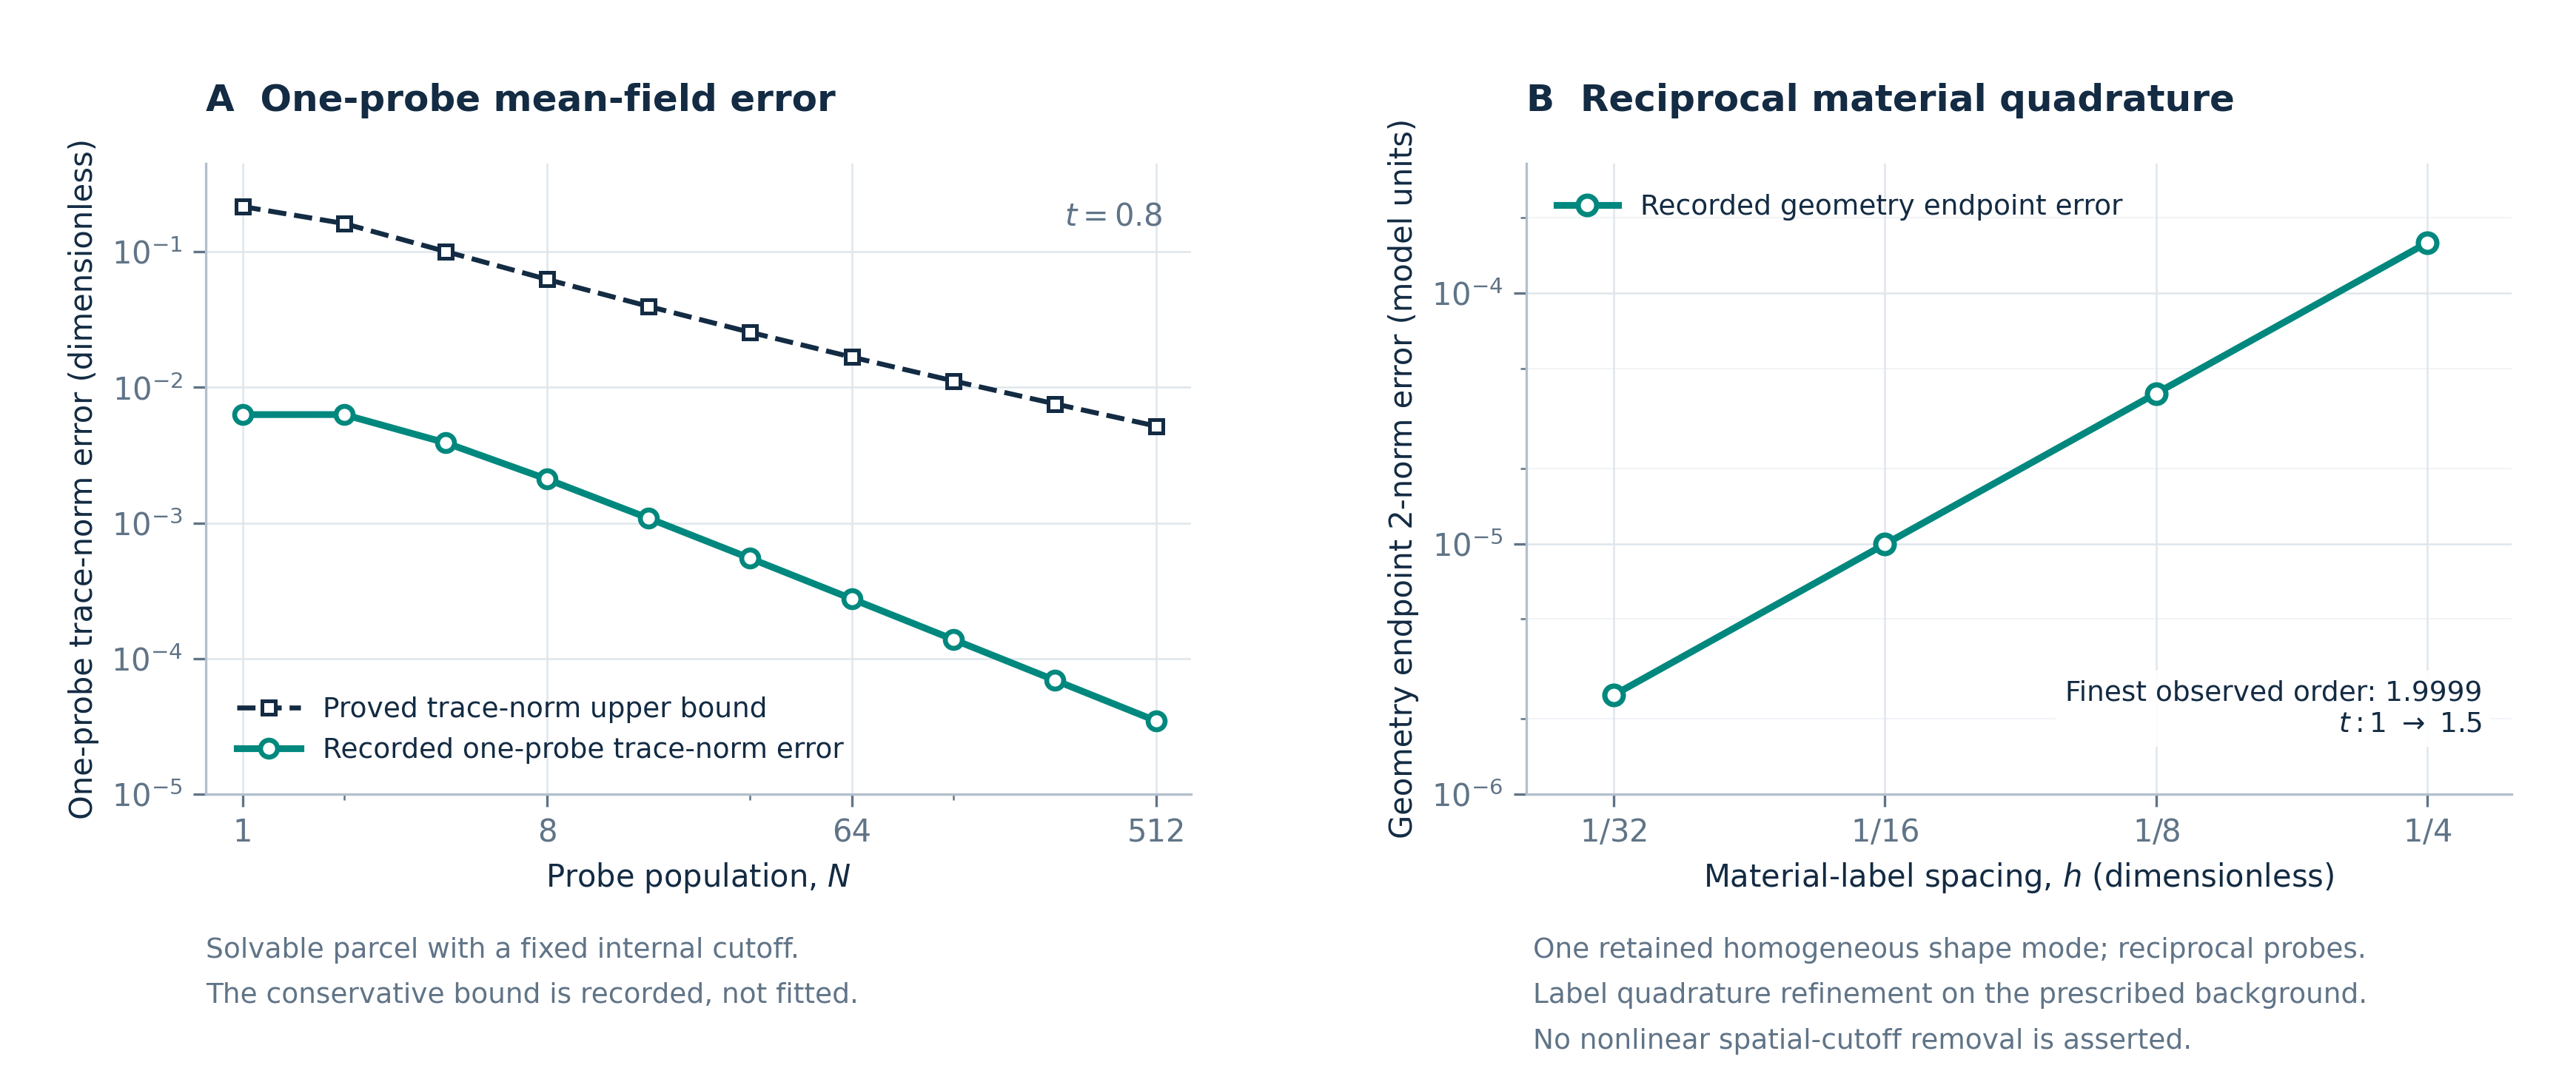 A One-probe mean-field error
One-probe trace-norm error (dimensionless)
10⁻¹
10⁻²
10⁻³
10⁻⁴
10⁻⁵
t = 0.8
Proved trace-norm upper bound
Recorded one-probe trace-norm error
1 8 64 512
Probe population, N
Solvable parcel with a fixed internal cutoff.
The conservative bound is recorded, not fitted.
B Reciprocal material quadrature
Geometry endpoint 2-norm error (model units)
Recorded geometry endpoint error
10⁻⁴
10⁻⁵
10⁻⁶
Finest observed order: 1.9999
t : 1 → 1.5
1/32 1/16 1/8 1/4
Material-label spacing, h (dimensionless)
One retained homogeneous shape mode; reciprocal probes.
Label quadrature refinement on the prescribed background.
No nonlinear spatial-cutoff removal is asserted.